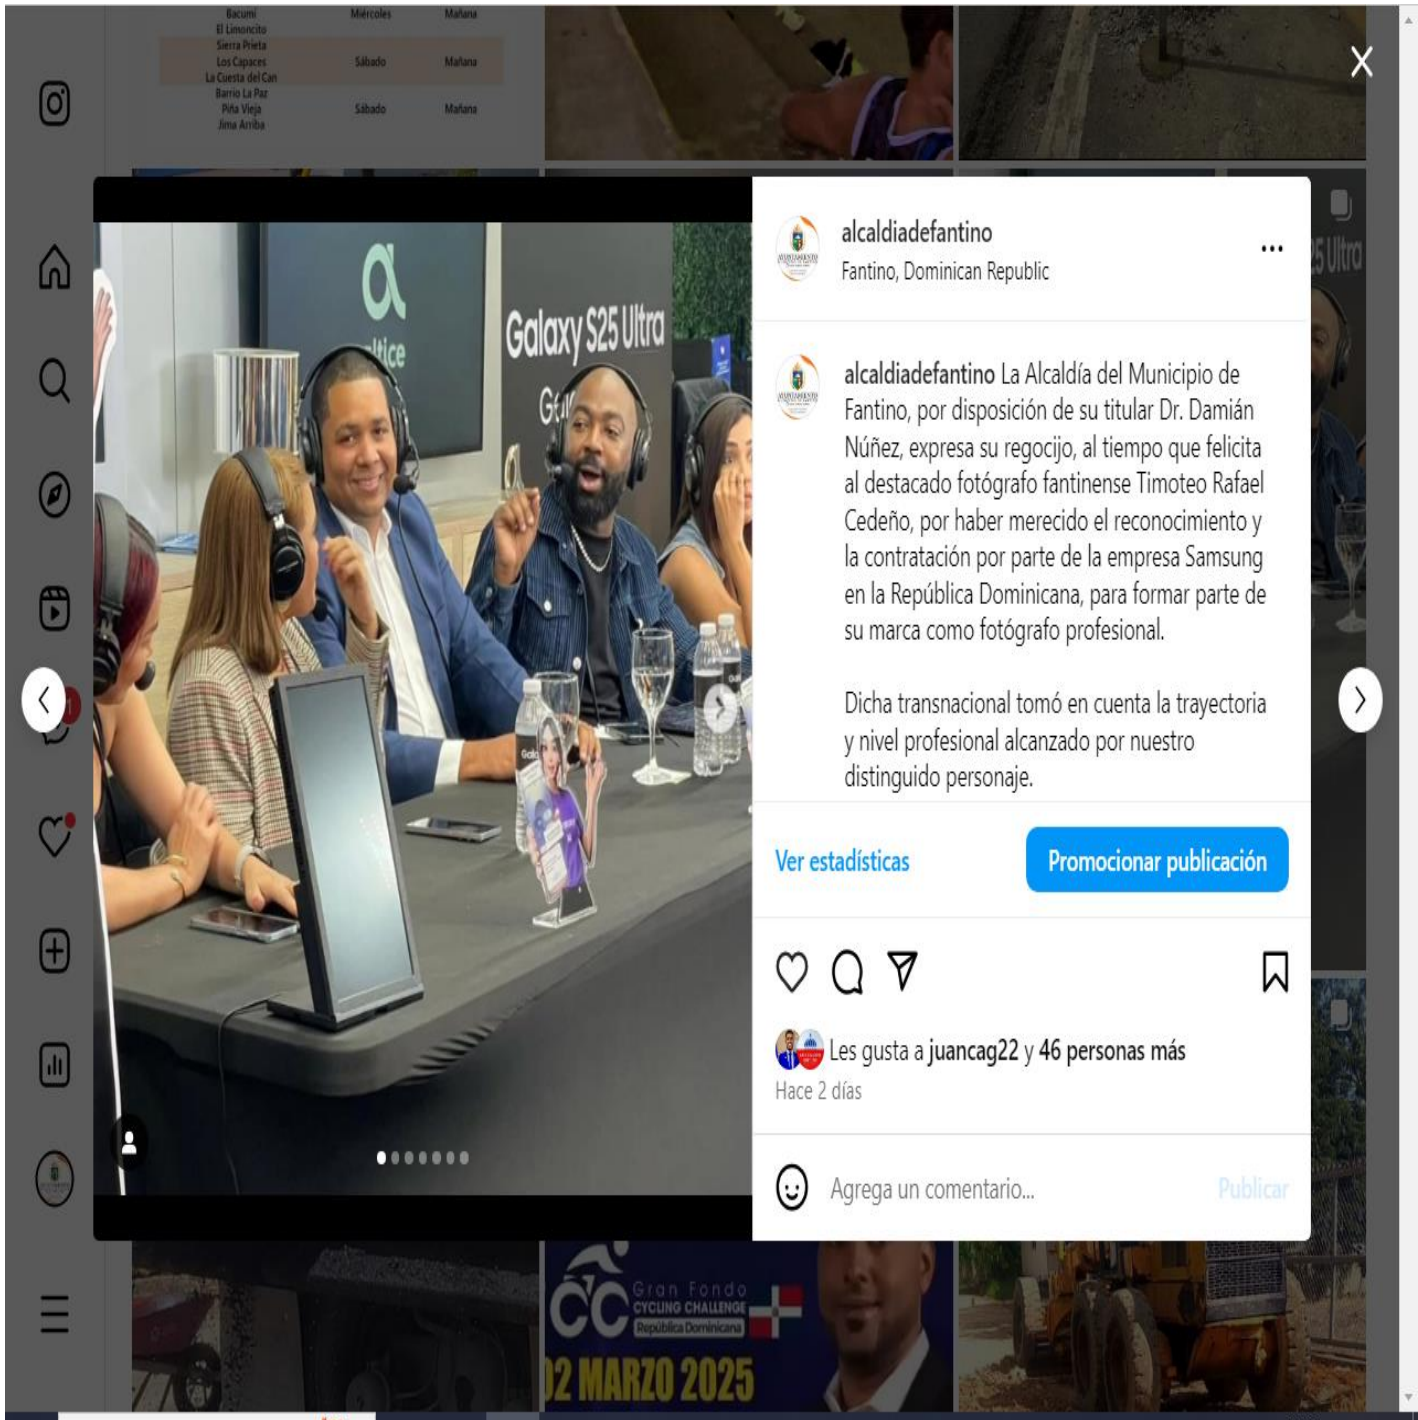 Bacumí Miércoles Mañana
El Limoncito
Sierra Prieta
Los Capaces Sábado Mañana
La Cuesta del Can
Barrio La Paz
Piña Vieja Sábado Mañana
Jima Arriba
altice
Galaxy S25 Ultra
alcaldiadefantino
Fantino, Dominican Republic
25 Ultra
alcaldiadefantino La Alcaldía del Municipio de
Fantino, por disposición de su titular Dr. Damián
Núñez, expresa su regocijo, al tiempo que felicita
al destacado fotógrafo fantinense Timoteo Rafael
Cedeño, por haber merecido el reconocimiento y
la contratación por parte de la empresa Samsung
en la República Dominicana, para formar parte de
su marca como fotógrafo profesional.
Dicha transnacional tomó en cuenta la trayectoria
y nivel profesional alcanzado por nuestro
distinguido personaje.
Ver estadísticas Promocionar publicación
Les gusta a juancag22 y 46 personas más
Hace 2 días
Agrega un comentario... Publicar
Gran Fondo
CC CYCLING CHALLENGE
República Dominicana
02 MARZO 2025